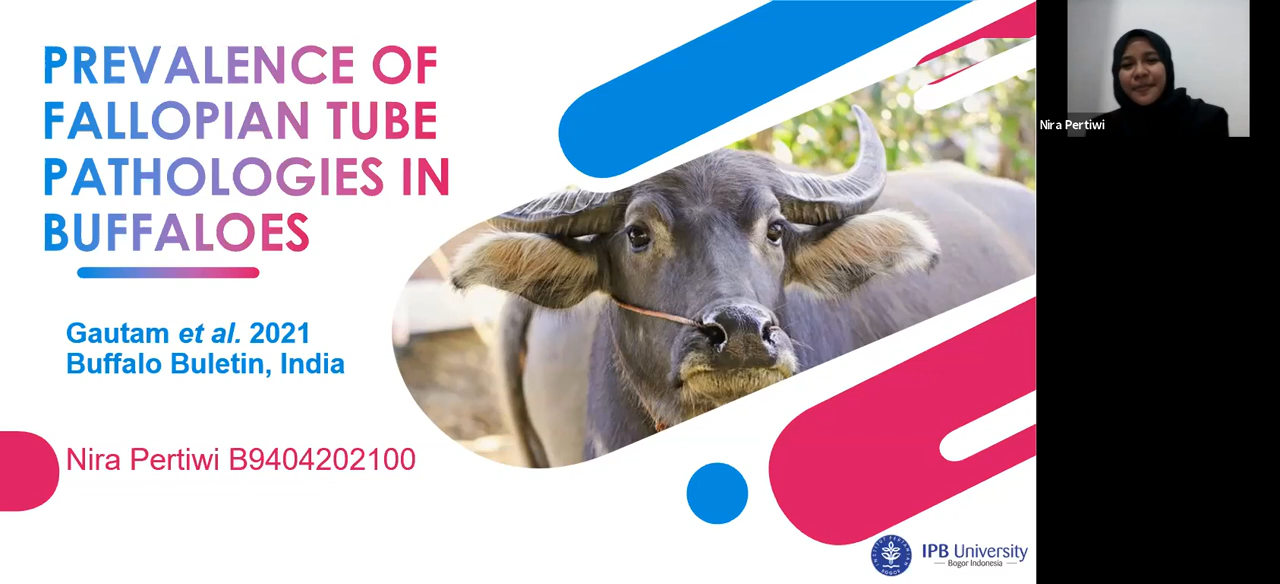 PREVALENCE OF
FALLOPIAN TUBE
PATHOLOGIES IN
BUFFALOES
Gautam et al. 2021
Buffalo Buletin, India
Nira Pertiwi B9404202100
IPB University
Bogor Indonesia
Nira Pertiwi